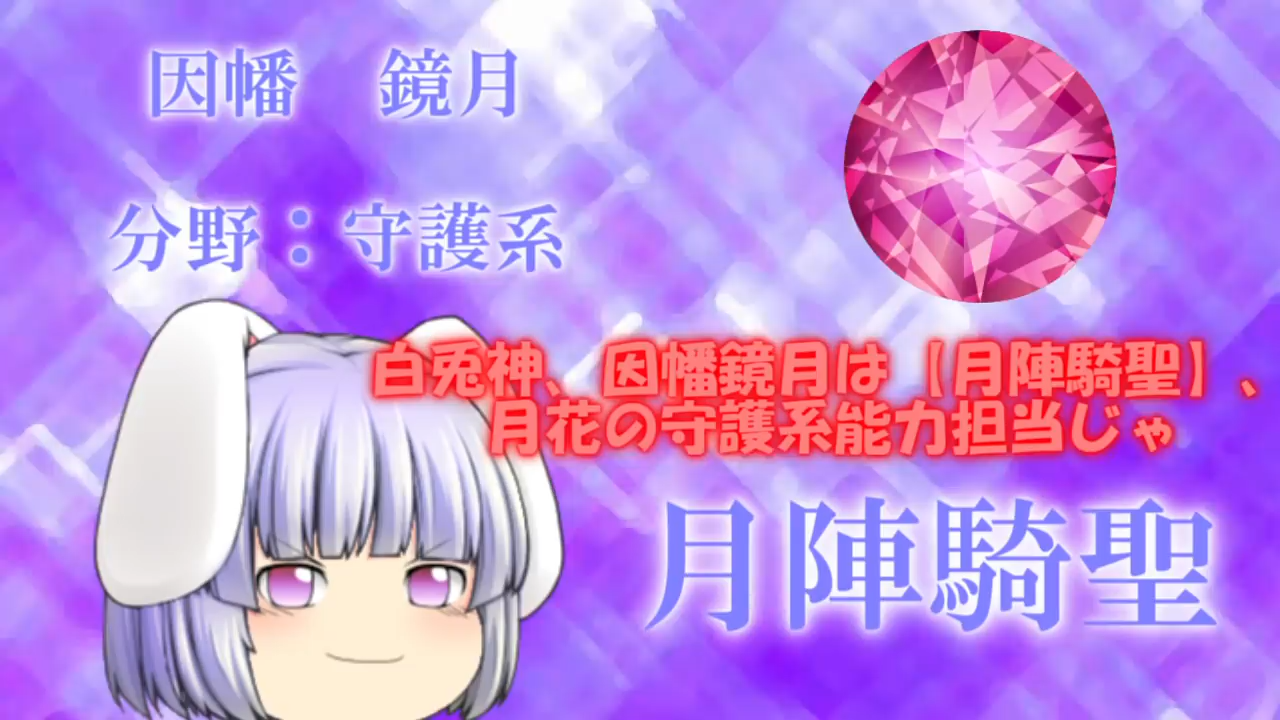 因幡　鏡月
分野：守護系
白兎神、因幡鏡月は【月陣騎聖】、
月花の守護系能力担当じゃ
月陣騎聖